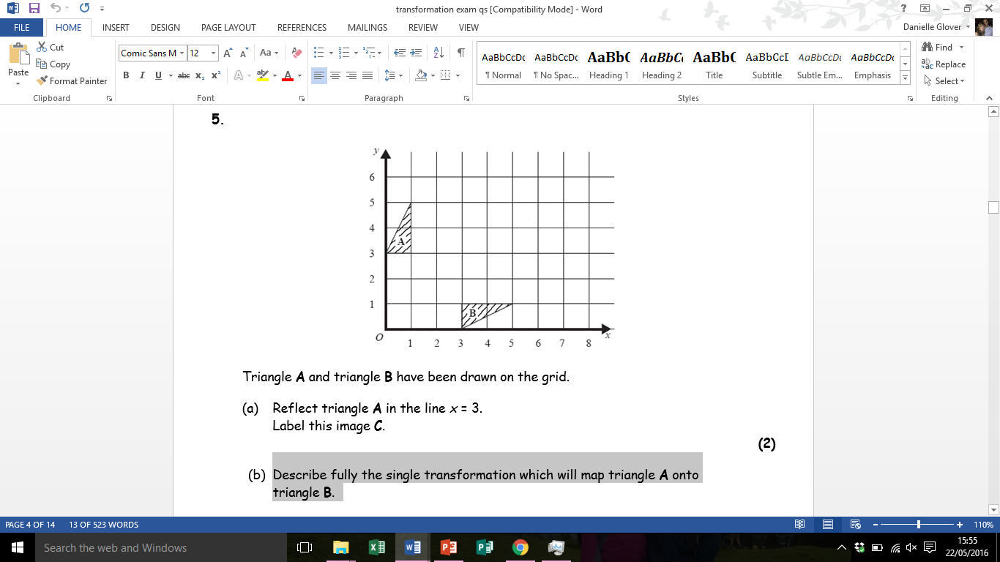 transformation exam qs [Compatibility Mode] - Word
?
FILE HOME INSERT DESIGN PAGE LAYOUT REFERENCES MAILINGS REVIEW VIEW Danielle Glover
Paste
Cut
Copy
Format Painter
Clipboard
Comic Sans M 12 A A Aa
B I U abc x₂ x² A ab A
Font
Paragraph
AaBbCcDc AaBbCcDc AaBbC AaBbCc AaBbC AaBbCcI AaBbCcDc AaBbCcDc
¶ Normal ¶ No Spac... Heading 1 Heading 2 Title Subtitle Subtle Em... Emphasis
Styles
Find
Replace
Select
Editing
5.
y
6
5
4
A
3
2
1
B
O 1 2 3 4 5 6 7 8 x
Triangle A and triangle B have been drawn on the grid.
(a) Reflect triangle A in the line x = 3.
Label this image C.
(2)
(b) Describe fully the single transformation which will map triangle A onto
triangle B.
PAGE 4 OF 14 13 OF 523 WORDS 110%
Search the web and Windows
15:55
22/05/2016